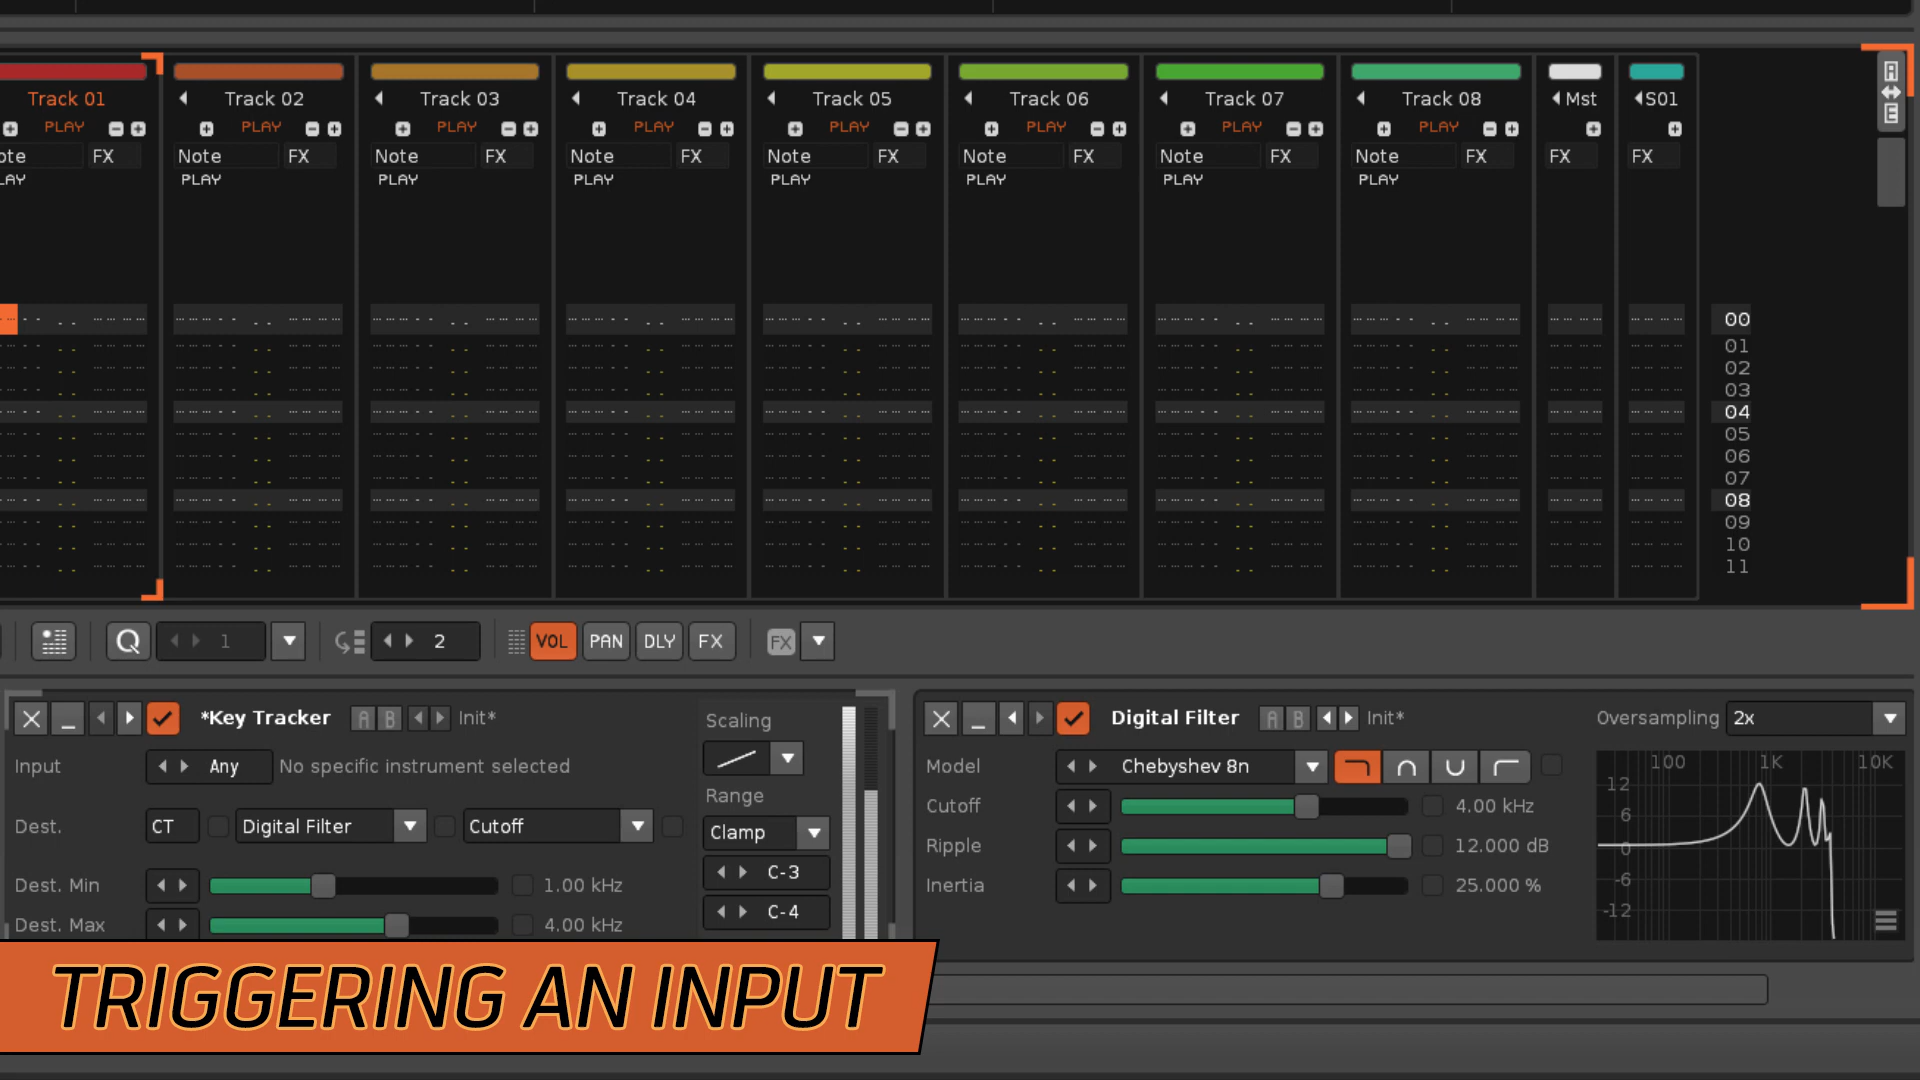 Track 01 Track 02 Track 03 Track 04 Track 05 Track 06 Track 07 Track 08 Mst S01
PLAY PLAY PLAY PLAY PLAY PLAY PLAY PLAY
ote FX Note FX Note FX Note FX Note FX Note FX Note FX Note FX FX FX
LAY PLAY PLAY PLAY PLAY PLAY PLAY PLAY
A
E
00
01
02
03
04
05
06
07
08
09
10
11
Q 1 2 VOL PAN DLY FX FX
*Key Tracker A B Init* Scaling
Input Any No specific instrument selected
Range
Dest. CT Digital Filter Cutoff Clamp
Dest. Min 1.00 kHz C-3
Dest. Max 4.00 kHz C-4
Digital Filter A B Init* Oversampling 2x
Model Chebyshev 8n
Cutoff 4.00 kHz
Ripple 12.000 dB
Inertia 25.000 %
100 1K 10K
12
6
0
-6
-12
TRIGGERING AN INPUT